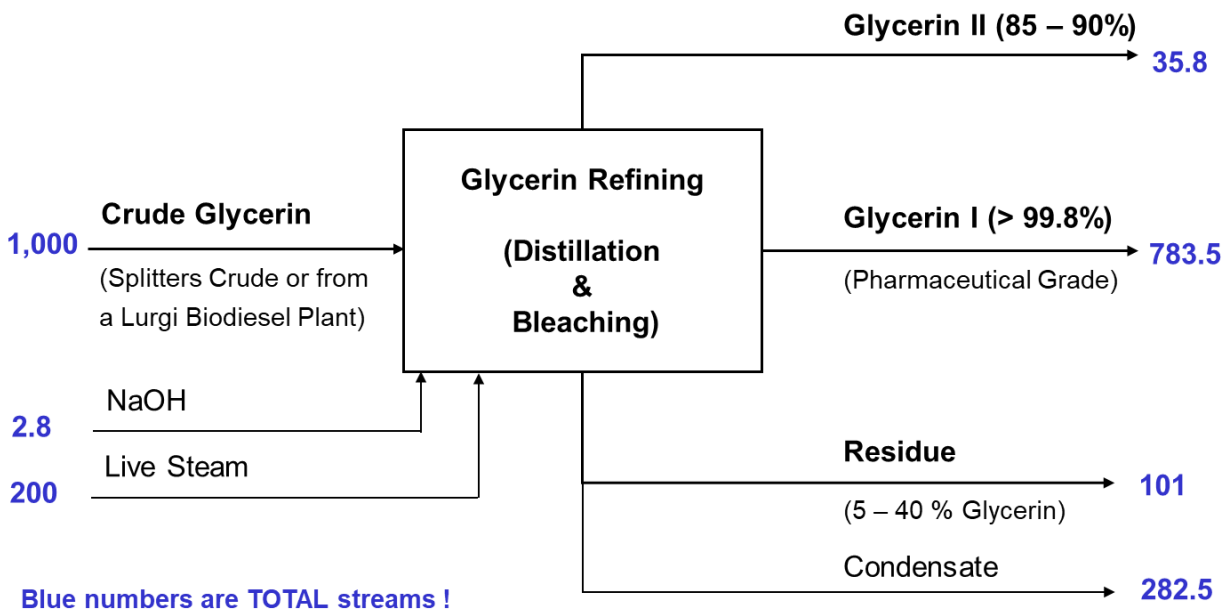 Glycerin II (85 – 90%)
35.8
Glycerin Refining
(Distillation
&
Bleaching)
Crude Glycerin
1,000
(Splitters Crude or from
a Lurgi Biodiesel Plant)
Glycerin I (> 99.8%)
783.5
(Pharmaceutical Grade)
NaOH
2.8
Live Steam
200
Residue
101
(5 – 40 % Glycerin)
Condensate
282.5
Blue numbers are TOTAL streams !